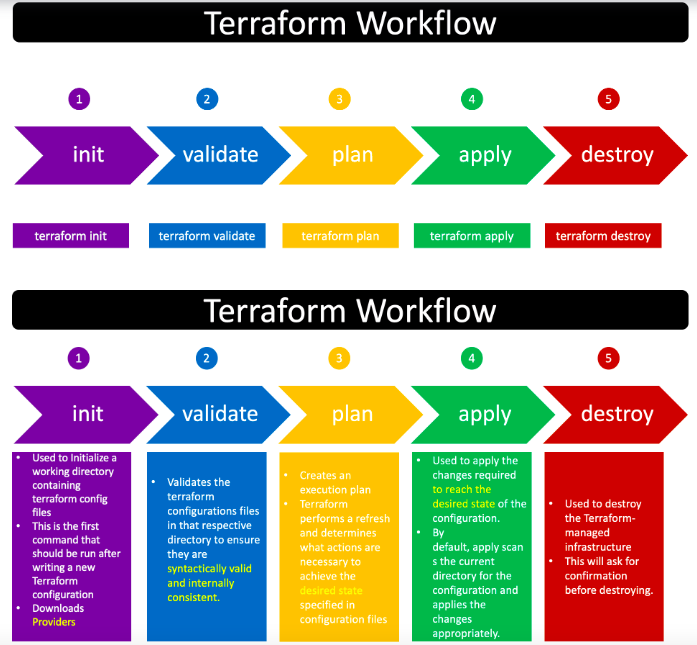 Terraform Workflow
1
2
3
4
5
init
validate
plan
apply
destroy
terraform init
terraform validate
terraform plan
terraform apply
terraform destroy
Terraform Workflow
1
2
3
4
5
init
validate
plan
apply
destroy
• Used to Initialize a
working directory
containing
terraform config
files
• This is the first
command that
should be run after
writing a new
Terraform
configuration
• Downloads
Providers
• Validates the
terraform
configurations files
in that respective
directory to ensure
they are
syntactically valid
and internally
consistent.
• Creates an
execution plan
• Terraform
performs a refresh
and determines
what actions are
necessary to
achieve the
desired state
specified in
configuration files
• Used to apply the
changes required
to reach the
desired state of the
configuration.
• By
default, apply scan
s the current
directory for the
configuration and
applies the
changes
appropriately.
• Used to destroy
the Terraform-
managed
infrastructure
• This will ask for
confirmation
before destroying.